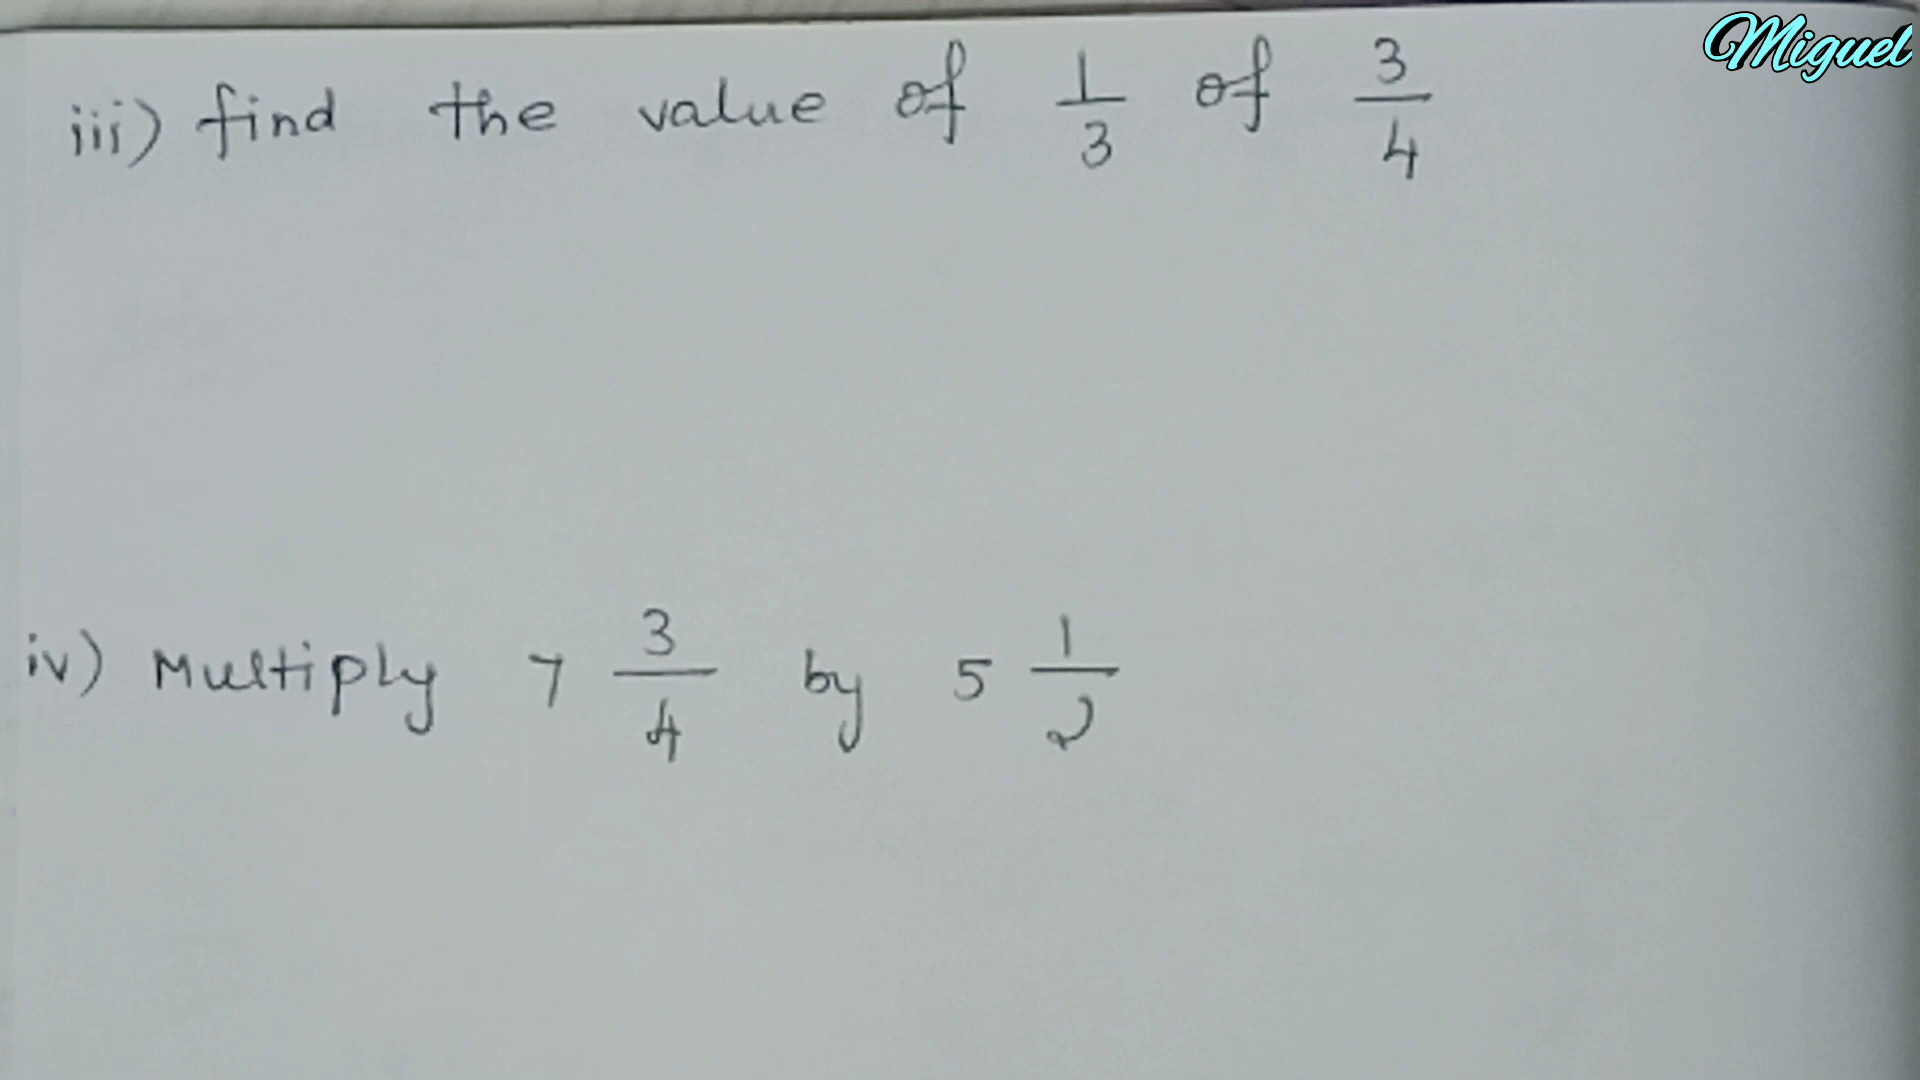 Miguel
iii) find the value of 1/3 of 3/4
iv) Multiply 7 3/4 by 5 1/2